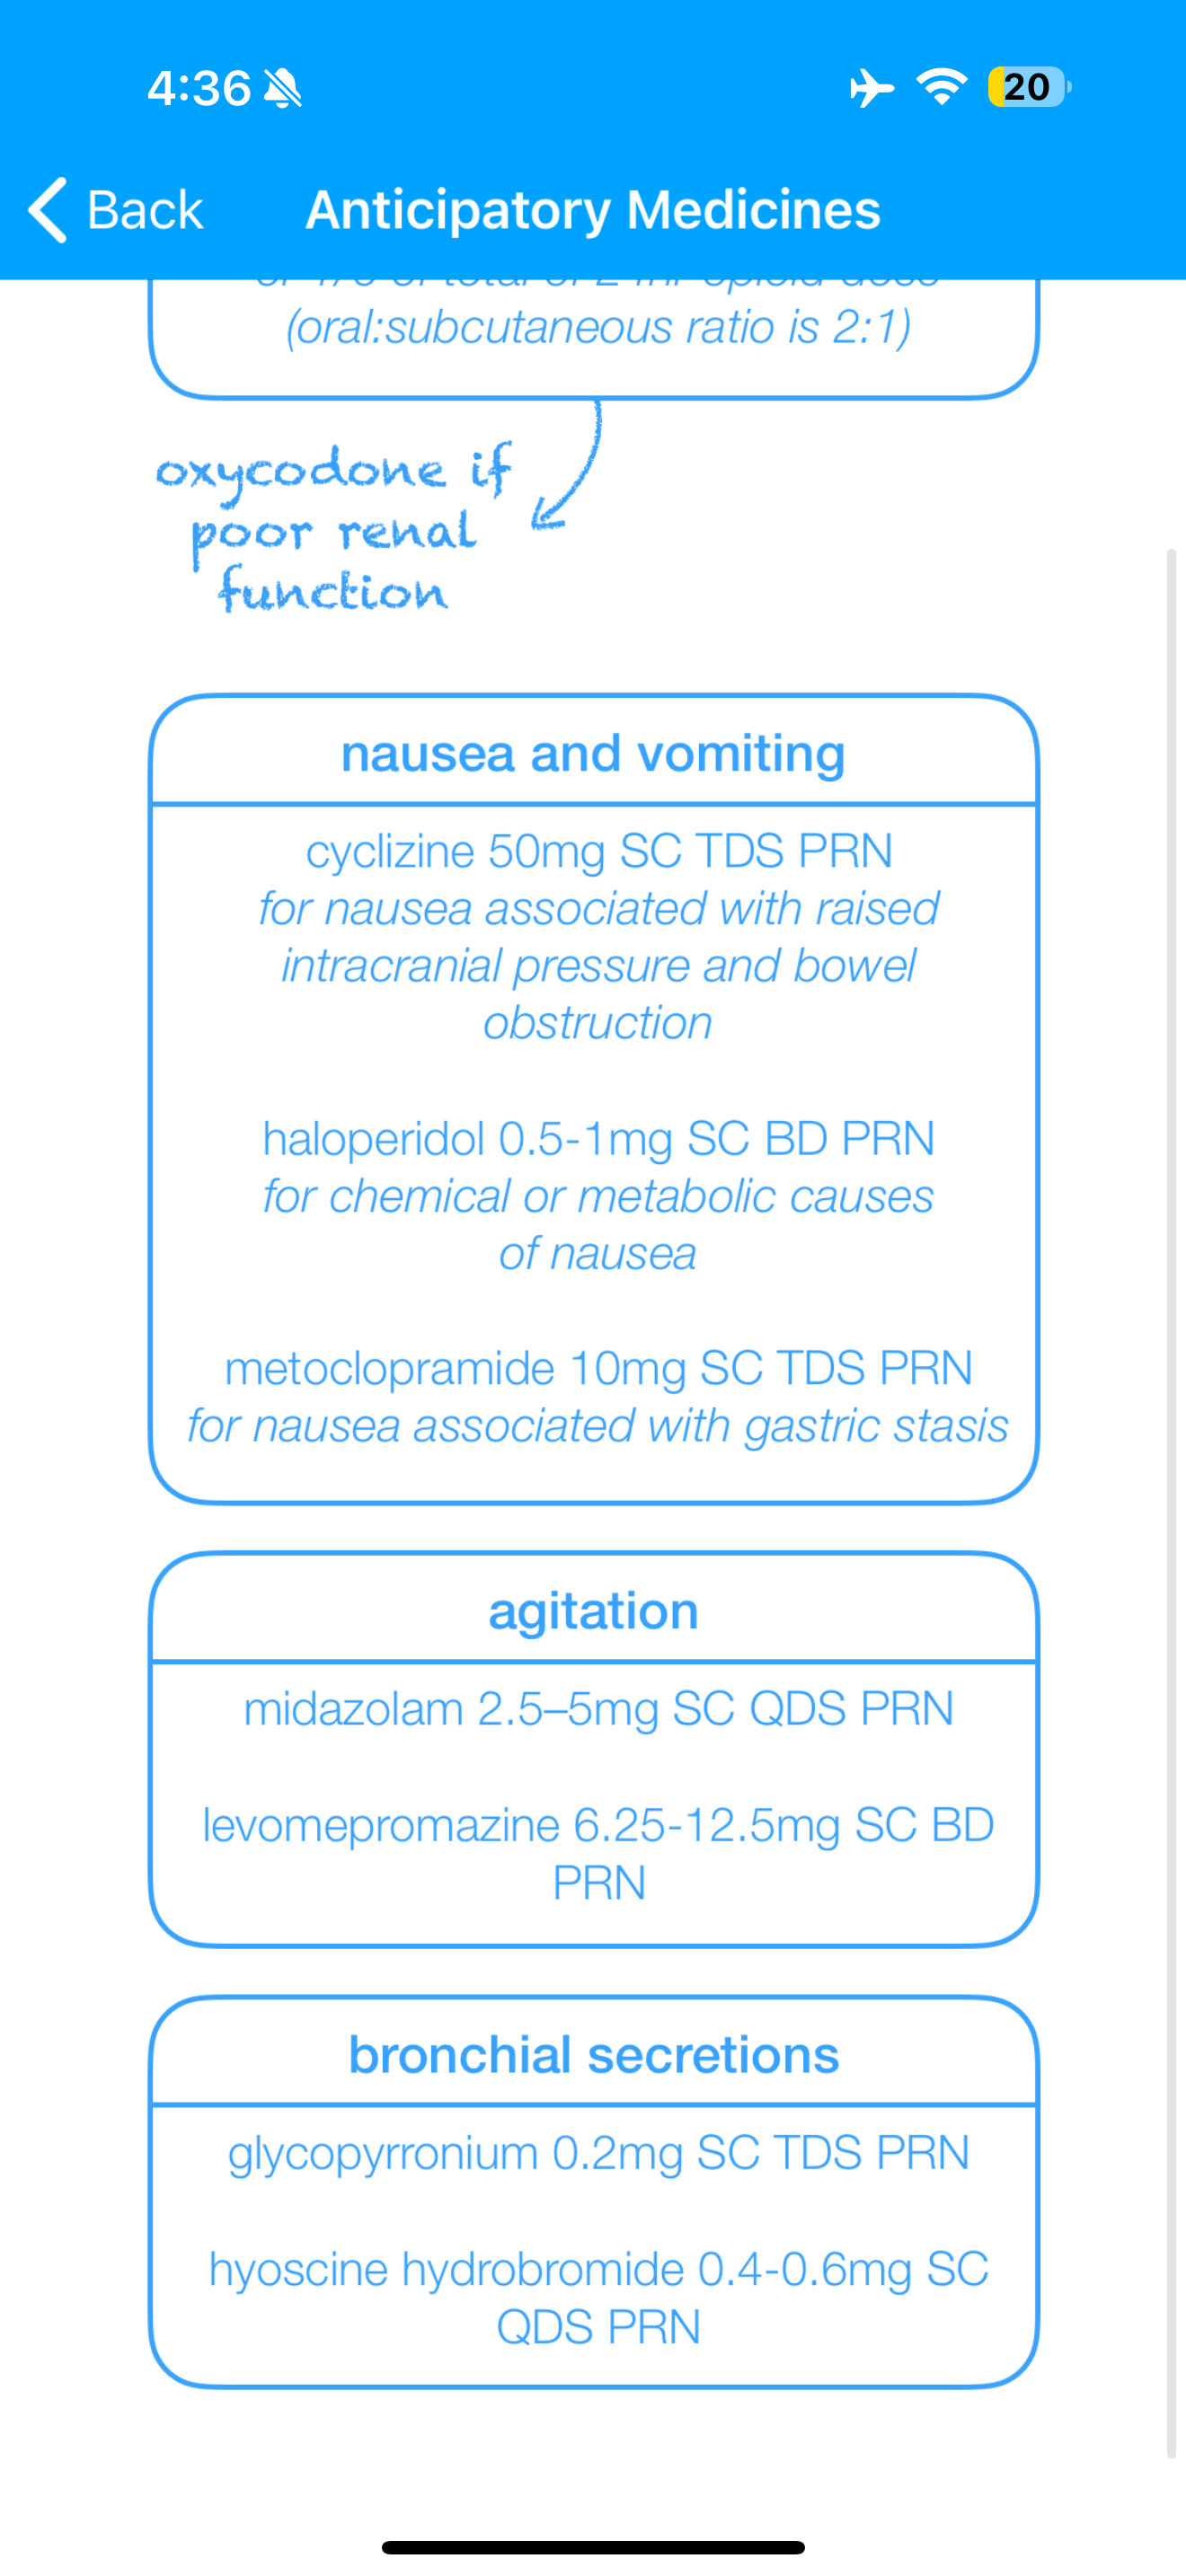 4:36
20
Back
Anticipatory Medicines
(oral:subcutaneous ratio is 2:1)
oxycodone if
poor renal
function
nausea and vomiting
cyclizine 50mg SC TDS PRN
for nausea associated with raised
intracranial pressure and bowel
obstruction
haloperidol 0.5-1mg SC BD PRN
for chemical or metabolic causes
of nausea
metoclopramide 10mg SC TDS PRN
for nausea associated with gastric stasis
agitation
midazolam 2.5–5mg SC QDS PRN
levomepromazine 6.25-12.5mg SC BD
PRN
bronchial secretions
glycopyrronium 0.2mg SC TDS PRN
hyoscine hydrobromide 0.4-0.6mg SC
QDS PRN